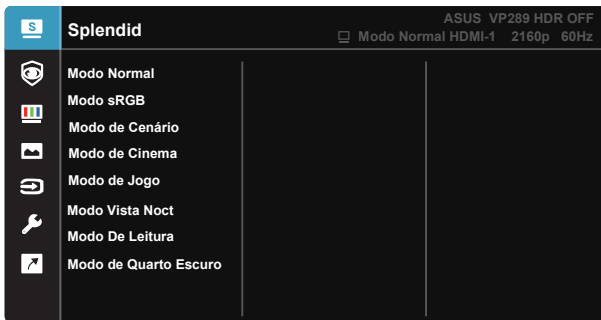 S
Splendid
ASUS VP289 HDR OFF
Modo Normal HDMI-1 2160p 60Hz
Modo Normal
Modo sRGB
Modo de Cenário
Modo de Cinema
Modo de Jogo
Modo Vista Noct
Modo De Leitura
Modo de Quarto Escuro